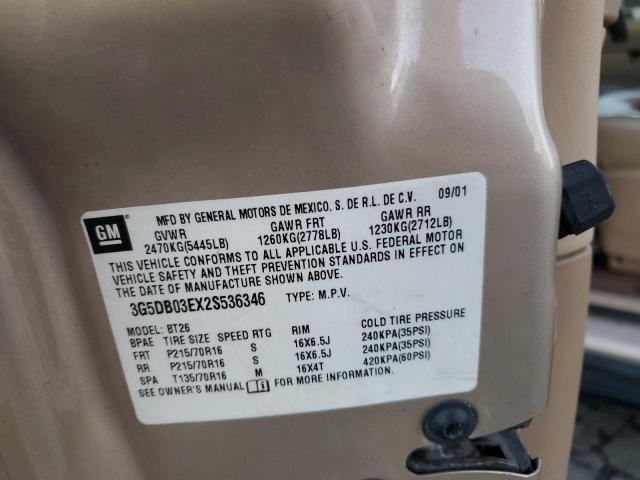 MFD BY GENERAL MOTORS DE MEXICO, S. DE R.L. DE C.V. 09/01
GM GVWR GAWR FRT GAWR RR
2470KG(5445LB) 1260KG(2778LB) 1230KG(2712LB)
THIS VEHICLE CONFORMS TO ALL APPLICABLE U.S. FEDERAL MOTOR
VEHICLE SAFETY AND THEFT PREVENTION STANDARDS IN EFFECT ON
THE DATE OF MANUFACTURE SHOWN ABOVE.
3G5DB03EX2S536346 TYPE: M.P.V.
MODEL: BT26
BPAE TIRE SIZE SPEED RTG RIM COLD TIRE PRESSURE
FRT P215/70R16 S 16X6.5J 240KPA(35PSI)
RR P215/70R16 S 16X6.5J 240KPA(35PSI)
SPA T135/70R16 M 16X4T 420KPA(60PSI)
SEE OWNER'S MANUAL FOR MORE INFORMATION.